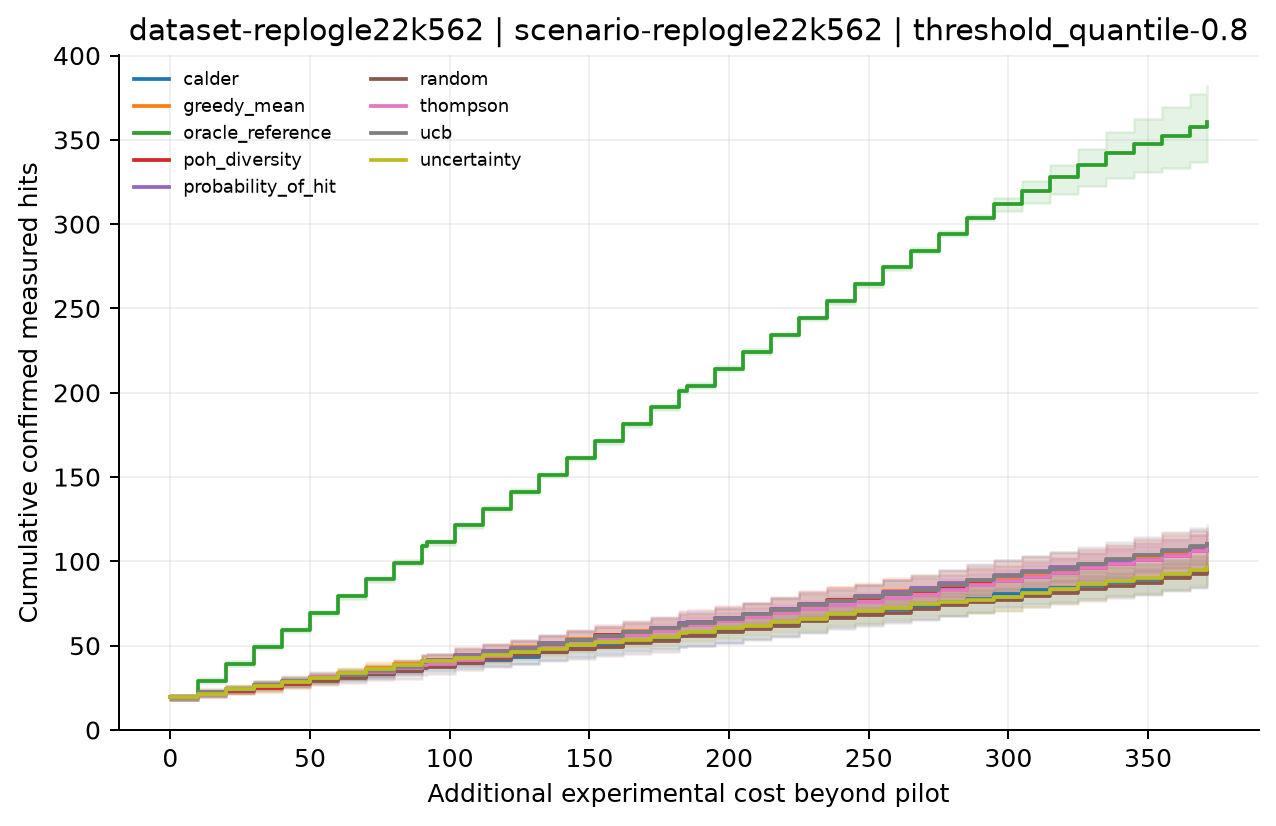 dataset-replogle22k562 | scenario-replogle22k562 | threshold_quantile-0.8
calder
greedy_mean
oracle_reference
poh_diversity
probability_of_hit
random
thompson
ucb
uncertainty
Cumulative confirmed measured hits
400
350
300
250
200
150
100
50
0
0 50 100 150 200 250 300 350
Additional experimental cost beyond pilot